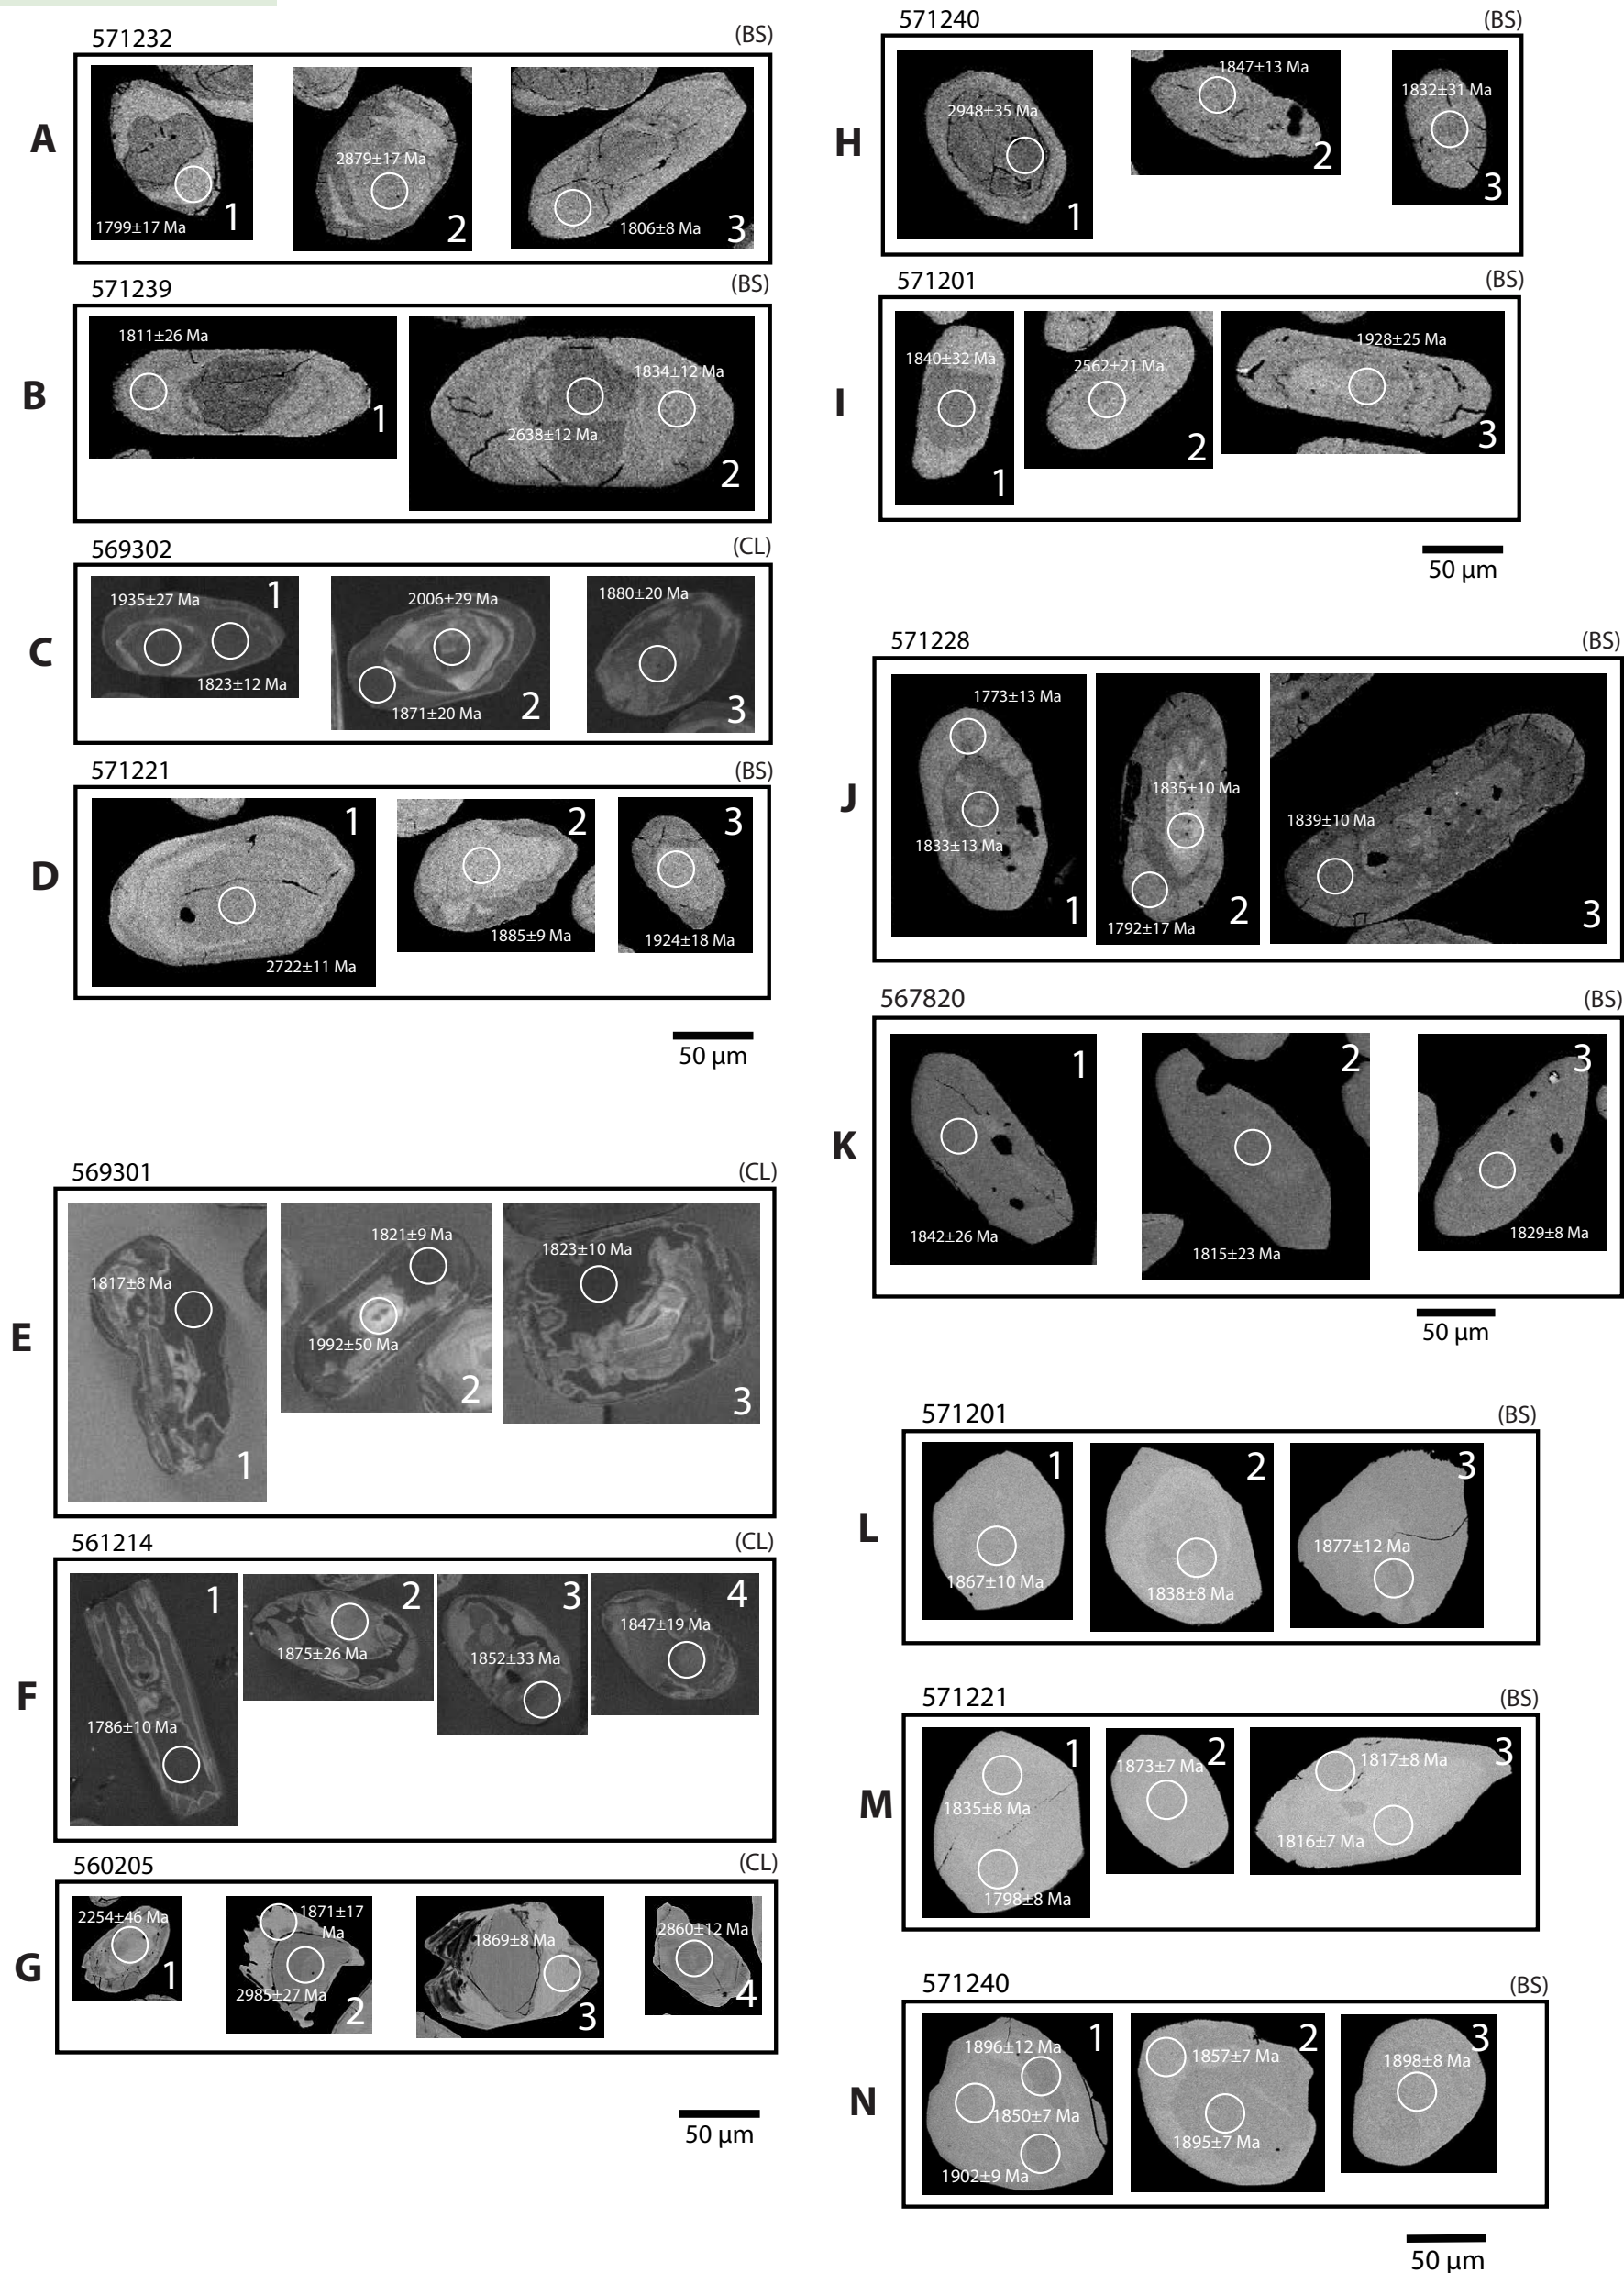 571232 (BS)
A
1799±17 Ma
1
2879±17 Ma
2
1806±8 Ma
3
571239 (BS)
B
1811±26 Ma
1
1834±12 Ma
2638±12 Ma
2
569302 (CL)
C
1935±27 Ma
1
1823±12 Ma
2006±29 Ma
1871±20 Ma
2
1880±20 Ma
3
571221 (BS)
D
1
2722±11 Ma
2
1885±9 Ma
3
1924±18 Ma
50 µm
569301 (CL)
E
1817±8 Ma
1
1821±9 Ma
1992±50 Ma
2
1823±10 Ma
3
561214 (CL)
F
1
1786±10 Ma
2
1875±26 Ma
3
1852±33 Ma
4
1847±19 Ma
560205 (CL)
G
2254±46 Ma
1
1871±17
Ma
2985±27 Ma
2
1869±8 Ma
3
2860±12 Ma
4
50 µm
571240 (BS)
H
2948±35 Ma
1
1847±13 Ma
2
1832±31 Ma
3
571201 (BS)
I
1840±32 Ma
1
2562±21 Ma
2
1928±25 Ma
3
50 µm
571228 (BS)
J
1773±13 Ma
1833±13 Ma
1
1835±10 Ma
2
1792±17 Ma
1839±10 Ma
3
567820 (BS)
K
1
1842±26 Ma
2
1815±23 Ma
3
1829±8 Ma
50 µm
571201 (BS)
L
1
1867±10 Ma
2
1838±8 Ma
3
1877±12 Ma
571221 (BS)
M
1
1835±8 Ma
1798±8 Ma
2
1873±7 Ma
3
1817±8 Ma
1816±7 Ma
571240 (BS)
N
1
1896±12 Ma
1850±7 Ma
1902±9 Ma
2
1857±7 Ma
1895±7 Ma
3
1898±8 Ma
50 µm